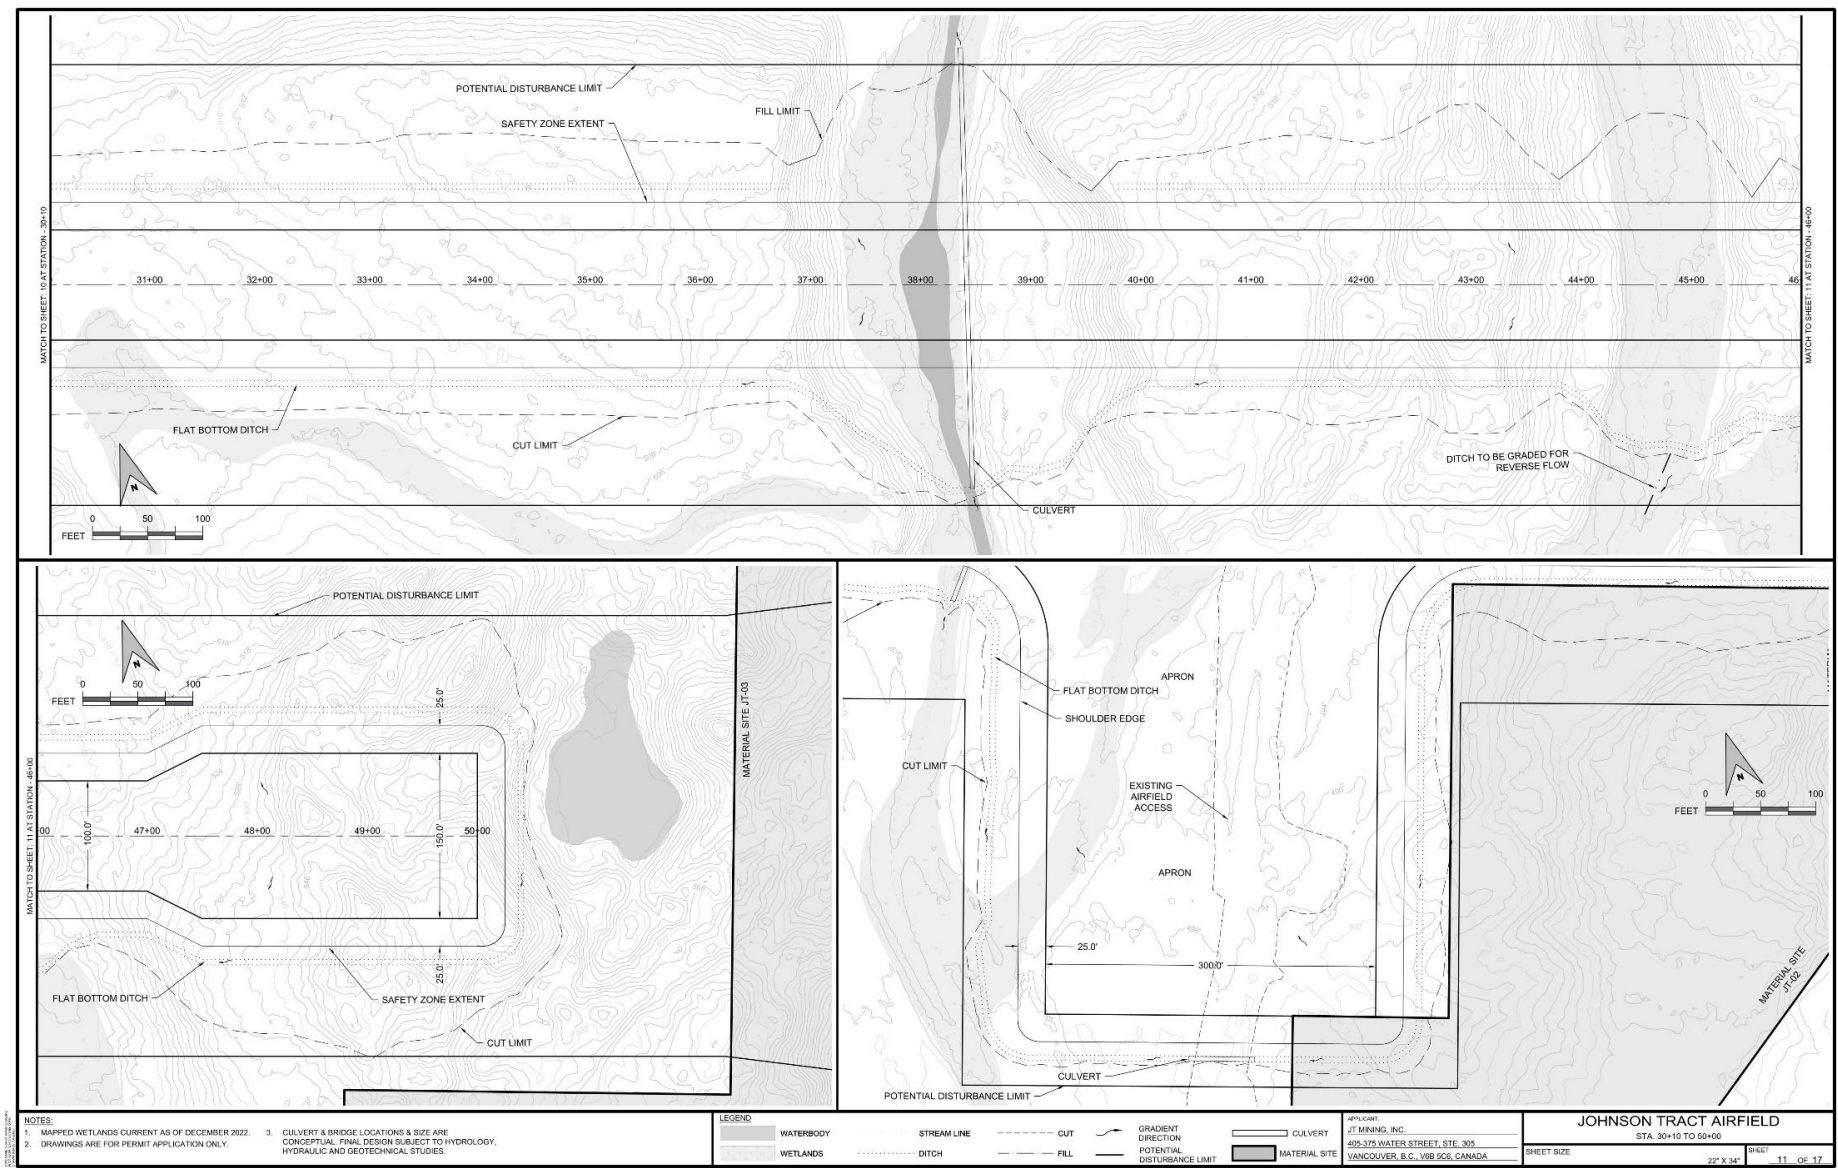 POTENTIAL DISTURBANCE LIMIT
SAFETY ZONE EXTENT
FILL LIMIT
MATCH TO SHEET: 10 AT STATION - 30+10
MATCH TO SHEET: 11 AT STATION - 46+00
31+00 32+00 33+00 34+00 35+00 36+00 37+00 38+00 39+00 40+00 41+00 42+00 43+00 44+00 45+00 46
FLAT BOTTOM DITCH
CUT LIMIT
CULVERT
DITCH TO BE GRADED FOR
REVERSE FLOW
N
0 50 100
FEET
POTENTIAL DISTURBANCE LIMIT
N
0 50 100
FEET
MATCH TO SHEET: 11 AT STATION - 46+00
25.0'
100.0'
150.0'
25.0'
00 47+00 48+00 49+00 50+00
MATERIAL SITE JT-03
FLAT BOTTOM DITCH
SAFETY ZONE EXTENT
CUT LIMIT
APRON
FLAT BOTTOM DITCH
SHOULDER EDGE
CUT LIMIT
EXISTING
AIRFIELD
ACCESS
APRON
25.0'
300.0'
N
0 50 100
FEET
MATERIAL SITE
JT-02
CULVERT
POTENTIAL DISTURBANCE LIMIT
NOTES:
1. MAPPED WETLANDS CURRENT AS OF DECEMBER 2022.
2. DRAWINGS ARE FOR PERMIT APPLICATION ONLY.
3. CULVERT & BRIDGE LOCATIONS & SIZE ARE
CONCEPTUAL. FINAL DESIGN SUBJECT TO HYDROLOGY,
HYDRAULIC AND GEOTECHNICAL STUDIES.
LEGEND
WATERBODY
WETLANDS
STREAM LINE
DITCH
CUT
FILL
GRADIENT
DIRECTION
POTENTIAL
DISTURBANCE LIMIT
CULVERT
MATERIAL SITE
APPLICANT:
JT MINING, INC.
405-375 WATER STREET, STE. 305
VANCOUVER, B.C., V6B 5C6, CANADA
JOHNSON TRACT AIRFIELD
STA. 30+10 TO 50+00
SHEET SIZE
22" X 34"
SHEET
11 OF 17